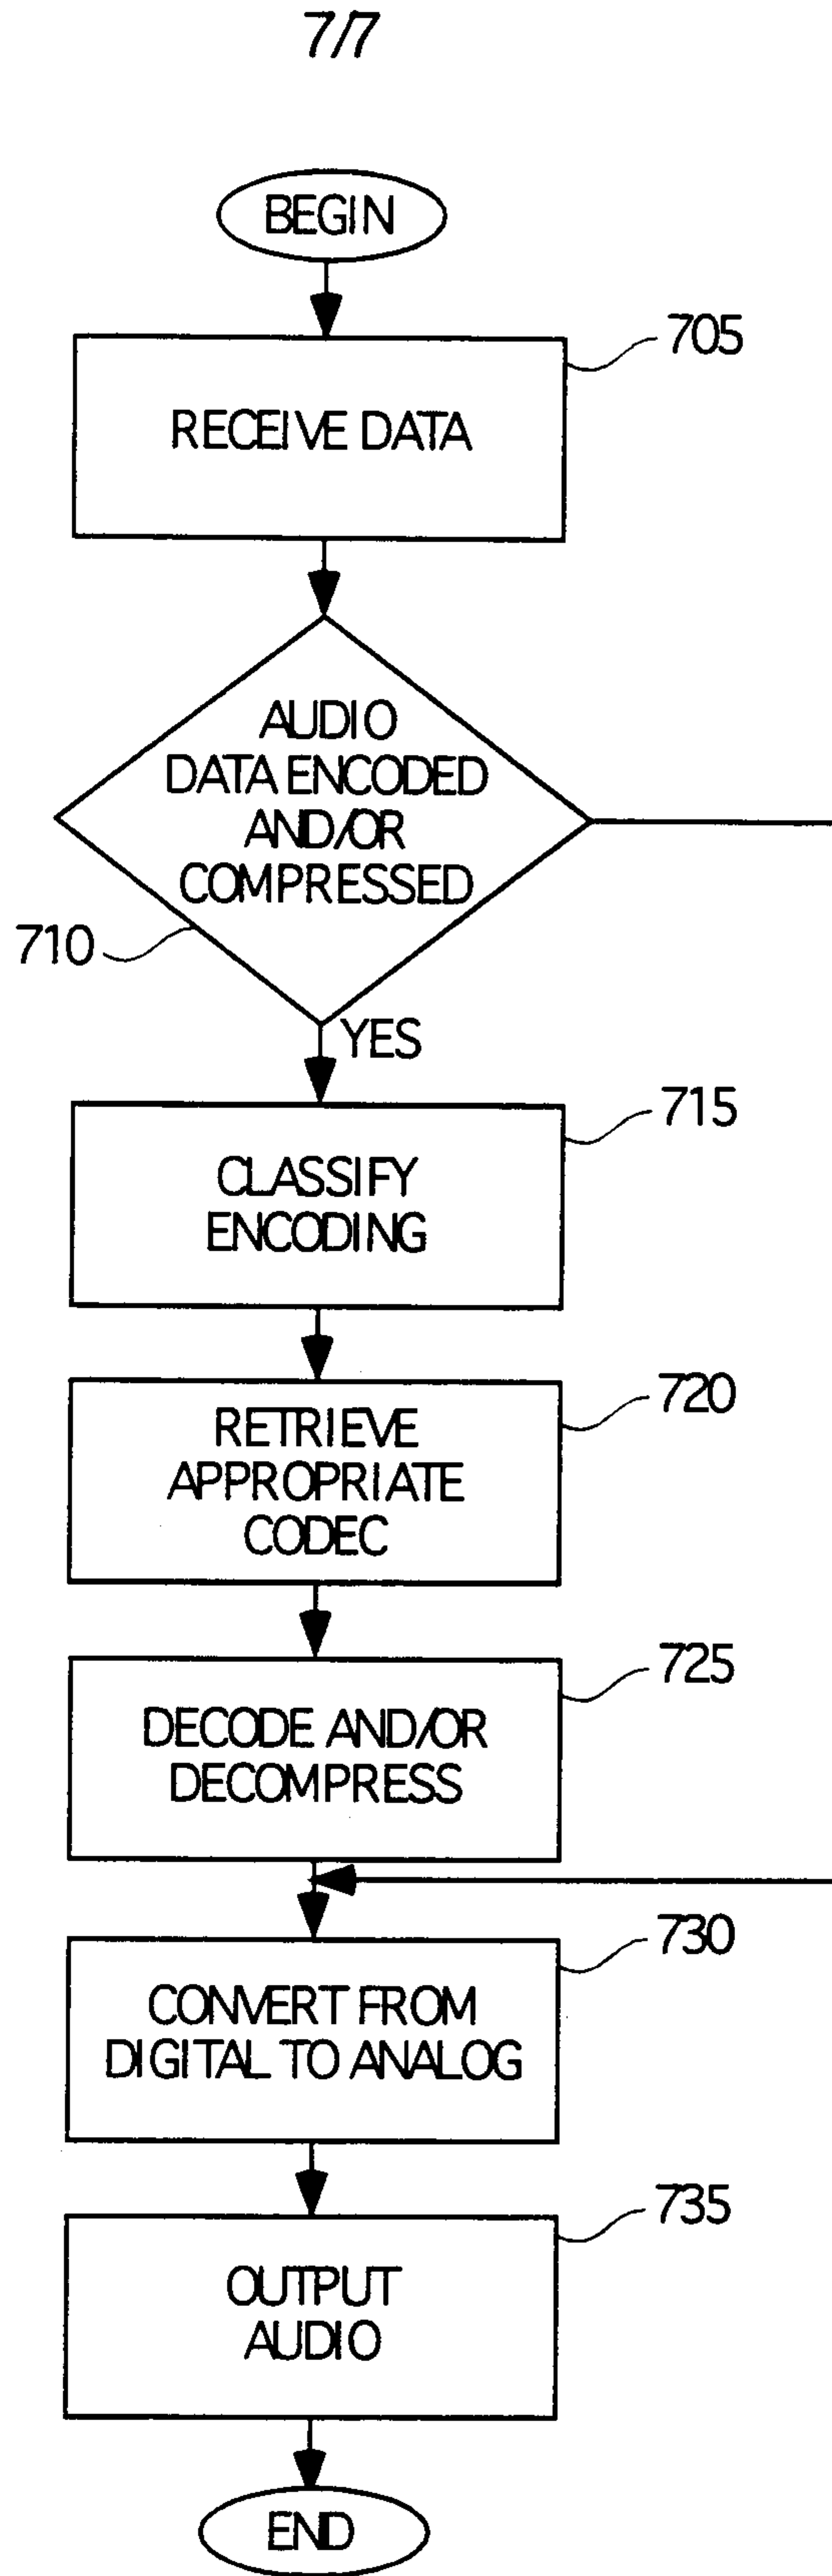 7/7
BEGIN
705
RECEIVE DATA
AUDIO
DATA ENCODED
AND/OR
COMPRESSED
710
YES
715
CLASSIFY
ENCODING
720
RETRIEVE
APPROPRIATE
CODEC
725
DECODE AND/OR
DECOMPRESS
730
CONVERT FROM
DIGITAL TO ANALOG
735
OUTPUT
AUDIO
END